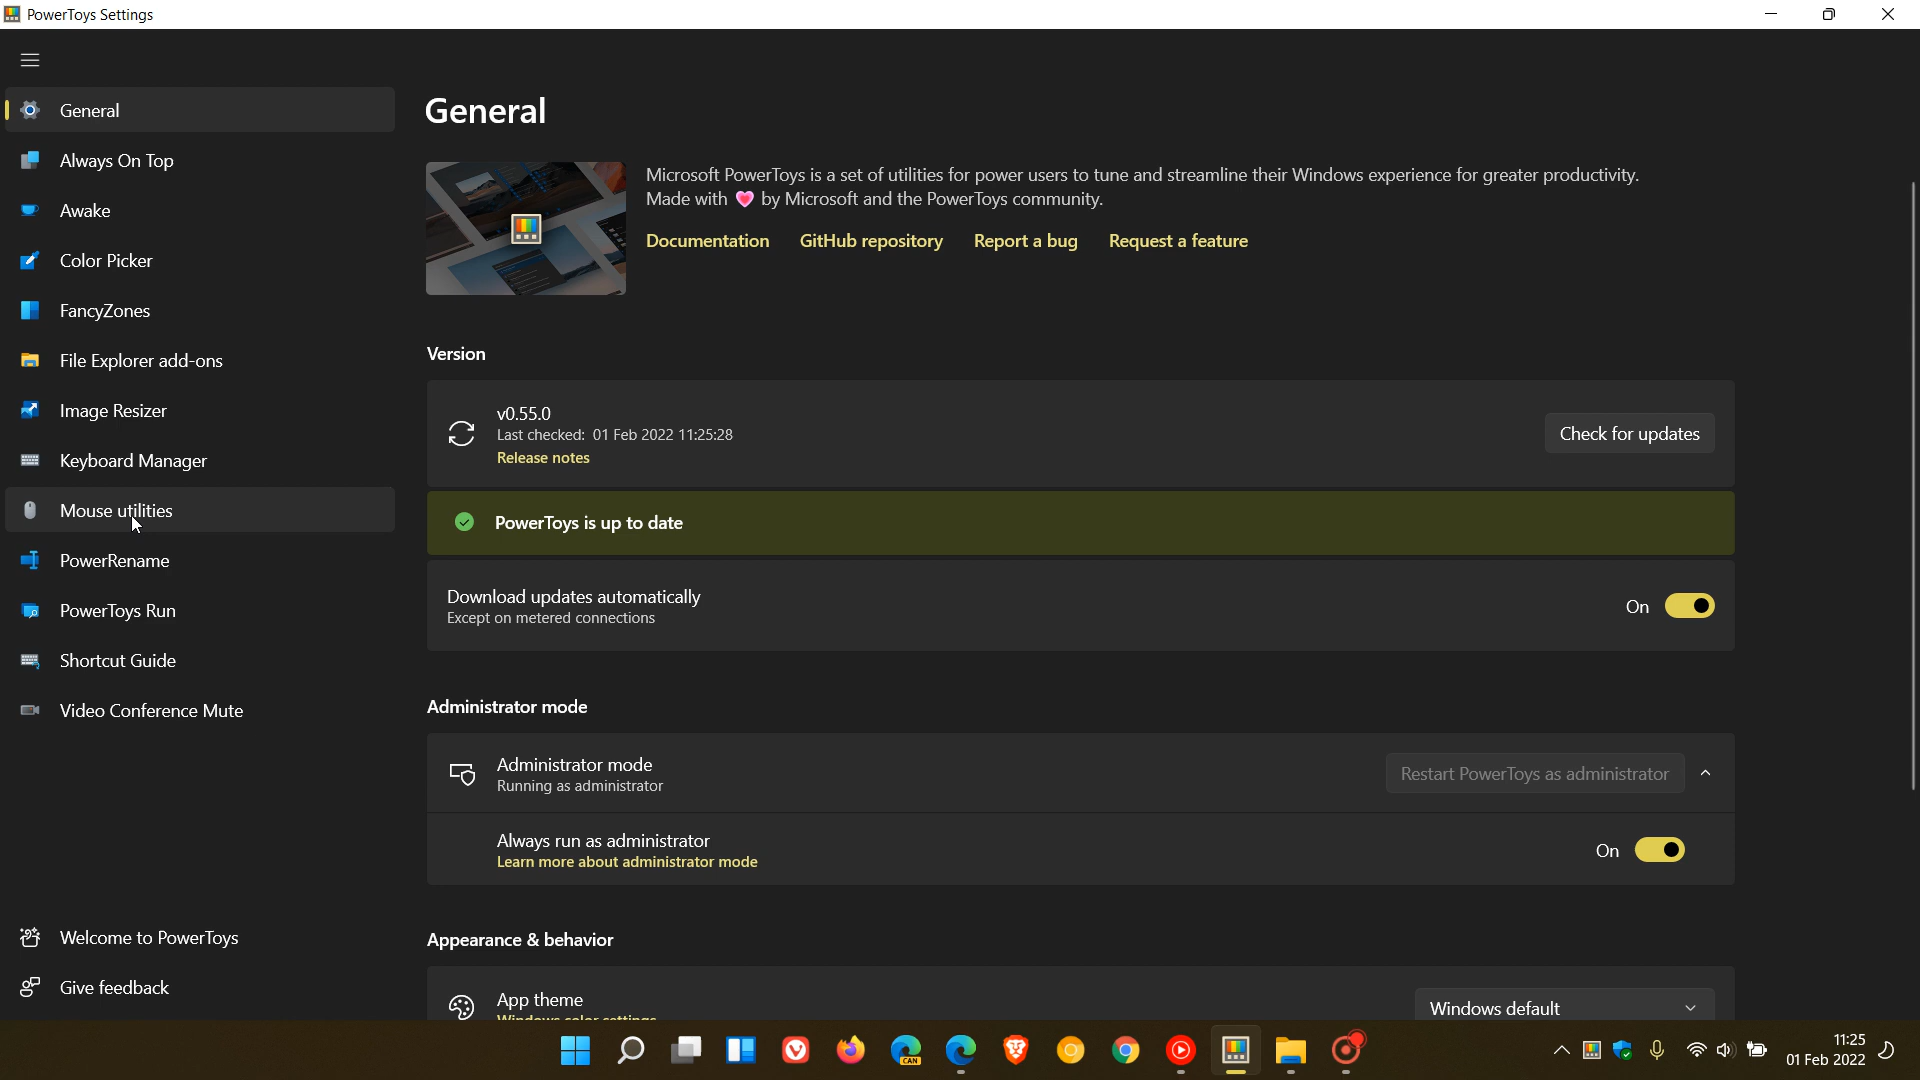 PowerToys Settings
General
Always On Top
Awake
Color Picker
FancyZones
File Explorer add-ons
Image Resizer
Keyboard Manager
Mouse utilities
PowerRename
PowerToys Run
Shortcut Guide
Video Conference Mute
Welcome to PowerToys
Give feedback
General
Microsoft PowerToys is a set of utilities for power users to tune and streamline their Windows experience for greater productivity.
Made with 💗 by Microsoft and the PowerToys community.
Documentation GitHub repository Report a bug Request a feature
Version
v0.55.0
Last checked: 01 Feb 2022 11:25:28
Release notes
Check for updates
PowerToys is up to date
Download updates automatically
Except on metered connections
On
Administrator mode
Administrator mode
Running as administrator
Restart PowerToys as administrator
Always run as administrator
Learn more about administrator mode
On
Appearance & behavior
App theme
Windows color settings
Windows default
CAN
11:25
01 Feb 2022